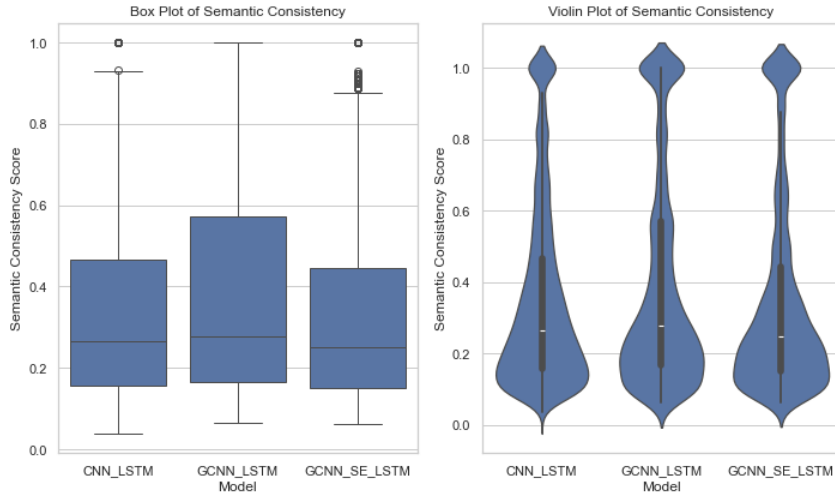 Box Plot of Semantic Consistency
1.0
0.8
0.6
0.4
0.2
0.0
Semantic Consistency Score
CNN_LSTM GCNN_LSTM GCNN_SE_LSTM
Model
Violin Plot of Semantic Consistency
1.0
0.8
0.6
0.4
0.2
0.0
Semantic Consistency Score
CNN_LSTM GCNN_LSTM GCNN_SE_LSTM
Model